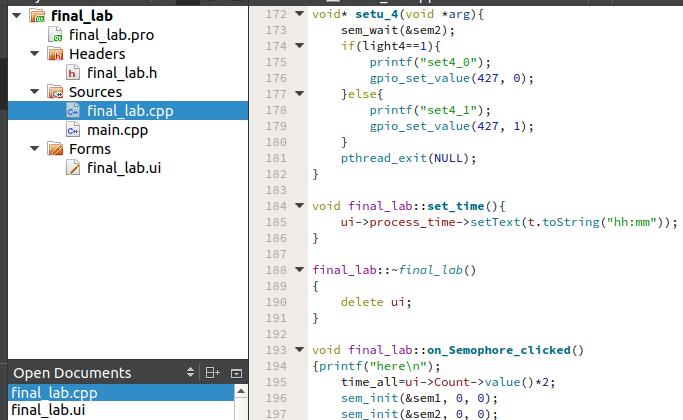 final_lab
final_lab.pro
Headers
final_lab.h
Sources
final_lab.cpp
main.cpp
Forms
final_lab.ui
Open Documents
final_lab.cpp
final_lab.ui
172 void* setu_4(void *arg){
173 sem_wait(&sem2);
174 if(light4==1){
175 printf("set4_0");
176 gpio_set_value(427, 0);
177 }else{
178 printf("set4_1");
179 gpio_set_value(427, 1);
180 }
181 pthread_exit(NULL);
182 }
183
184 void final_lab::set_time(){
185 ui->process_time->setText(t.toString("hh:mm"));
186 }
187
188 final_lab::~final_lab()
189 {
190 delete ui;
191 }
192
193 void final_lab::on_Semophore_clicked()
194 {printf("here\n");
195 time_all=ui->Count->value()*2;
196 sem_init(&sem1, 0, 0);
197 sem_init(&sem2, 0, 0);